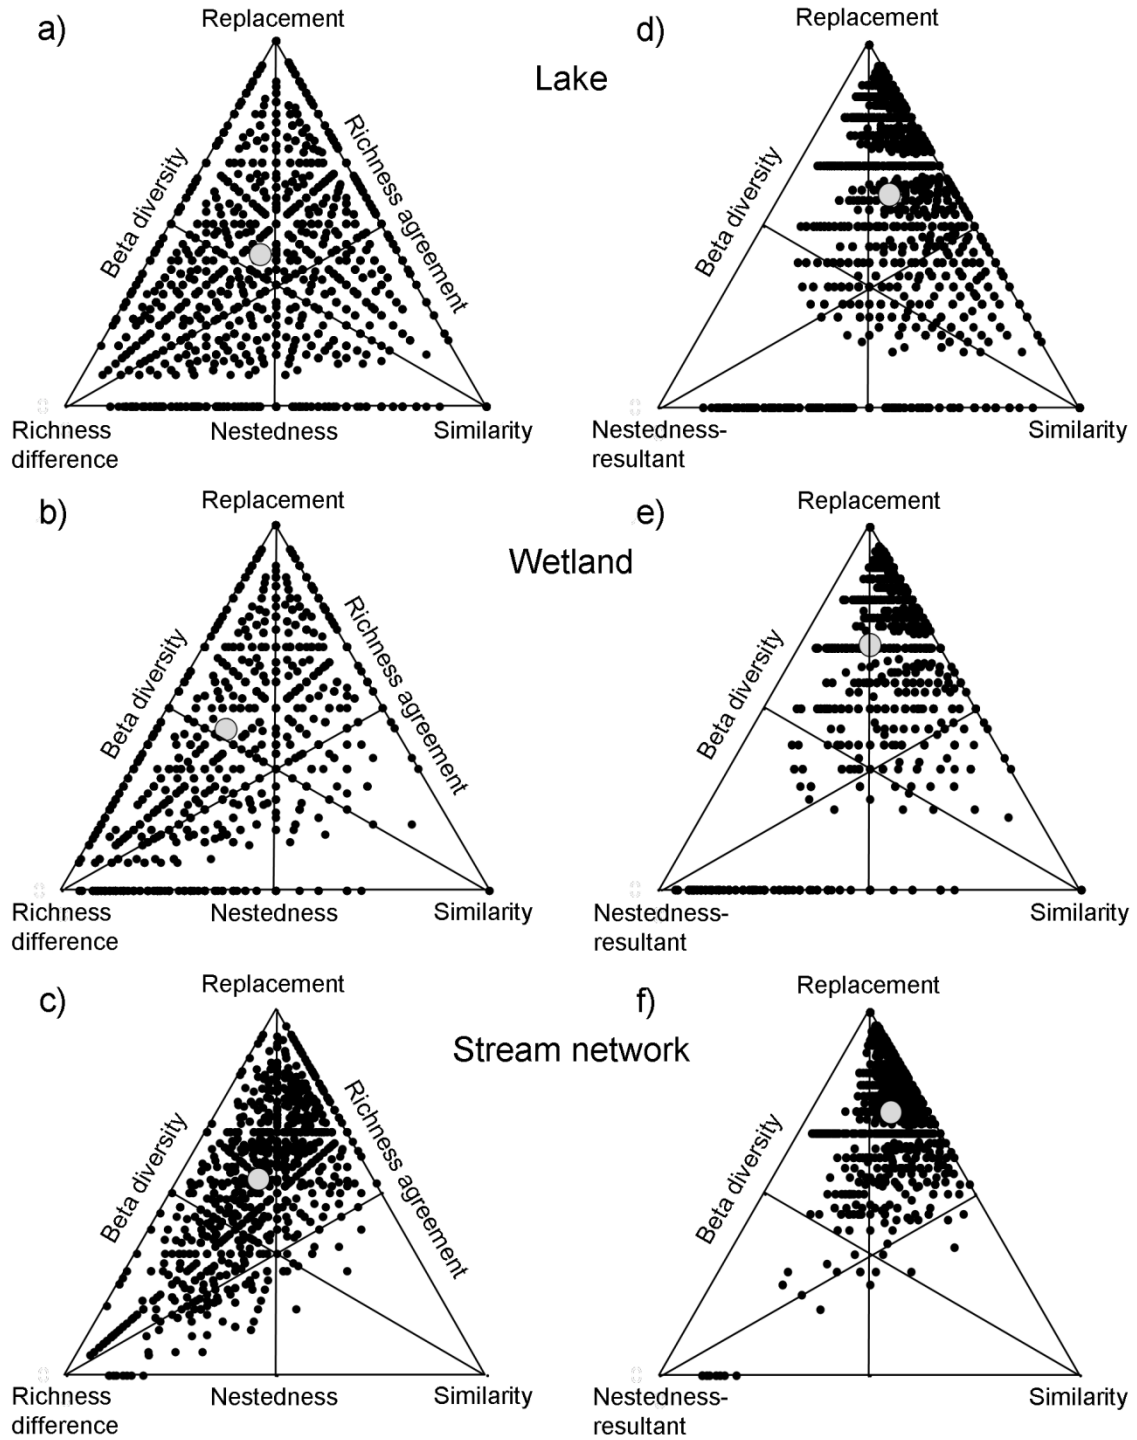 a)
Replacement
d)
Replacement
Lake
Beta diversity
Richness agreement
Beta diversity
Richness
difference
Nestedness
Similarity
Nestedness-
resultant
Similarity
b)
Replacement
e)
Replacement
Wetland
Beta diversity
Richness agreement
Beta diversity
Richness
difference
Nestedness
Similarity
Nestedness-
resultant
Similarity
c)
Replacement
f)
Replacement
Stream network
Beta diversity
Richness agreement
Beta diversity
Richness
difference
Nestedness
Similarity
Nestedness-
resultant
Similarity